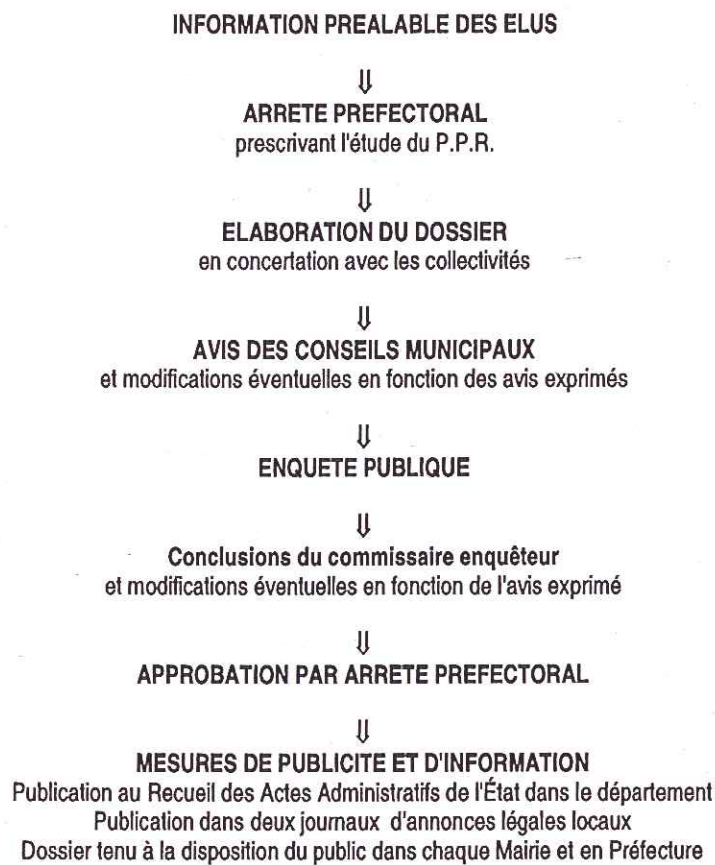 INFORMATION PREALABLE DES ELUS
⇓
ARRETE PREFECTORAL
prescrivant l'étude du P.P.R.
⇓
ELABORATION DU DOSSIER
en concertation avec les collectivités
⇓
AVIS DES CONSEILS MUNICIPAUX
et modifications éventuelles en fonction des avis exprimés
⇓
ENQUETE PUBLIQUE
⇓
Conclusions du commissaire enquêteur
et modifications éventuelles en fonction de l'avis exprimé
⇓
APPROBATION PAR ARRETE PREFECTORAL
⇓
MESURES DE PUBLICITE ET D'INFORMATION
Publication au Recueil des Actes Administratifs de l'État dans le département
Publication dans deux journaux d'annonces légales locaux
Dossier tenu à la disposition du public dans chaque Mairie et en Préfecture